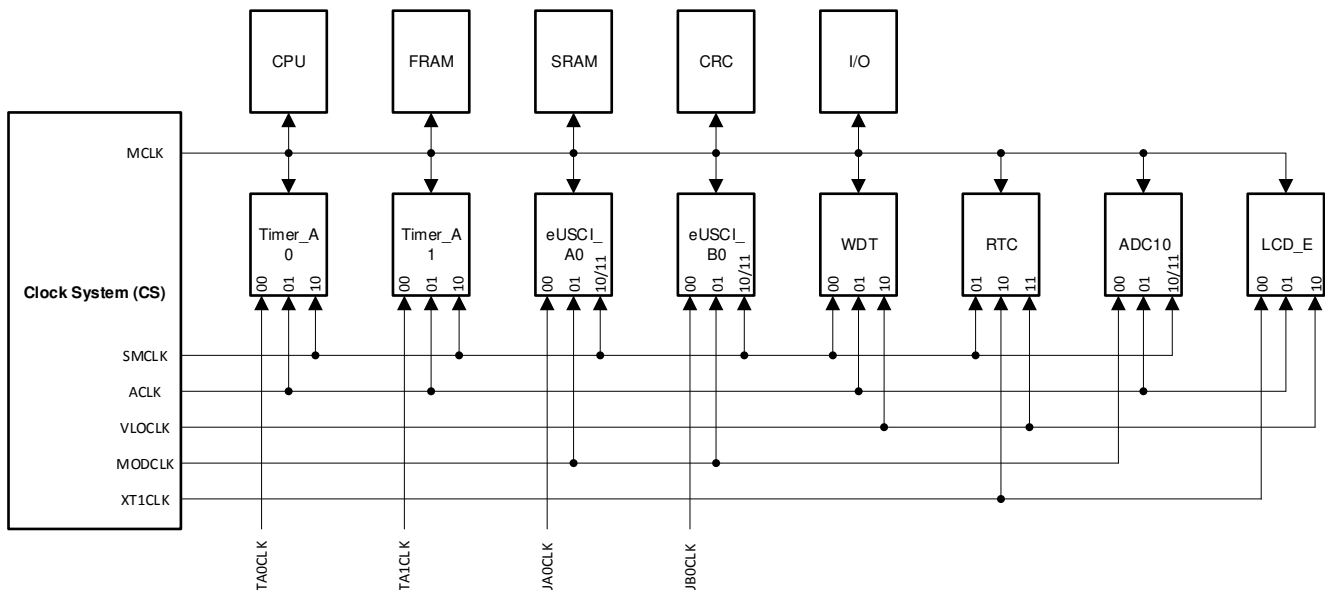 CPU
FRAM
SRAM
CRC
I/O
MCLK
Timer_A
0
Timer_A
1
eUSCI_
A0
eUSCI_
B0
WDT
RTC
ADC10
LCD_E
00
01
10
00
01
10
00
01
10/11
00
01
10/11
00
01
10
01
10
11
00
01
10/11
00
01
10
Clock System (CS)
SMCLK
ACLK
VLOCLK
MODCLK
XT1CLK
TA0CLK
TA1CLK
UA0CLK
UB0CLK